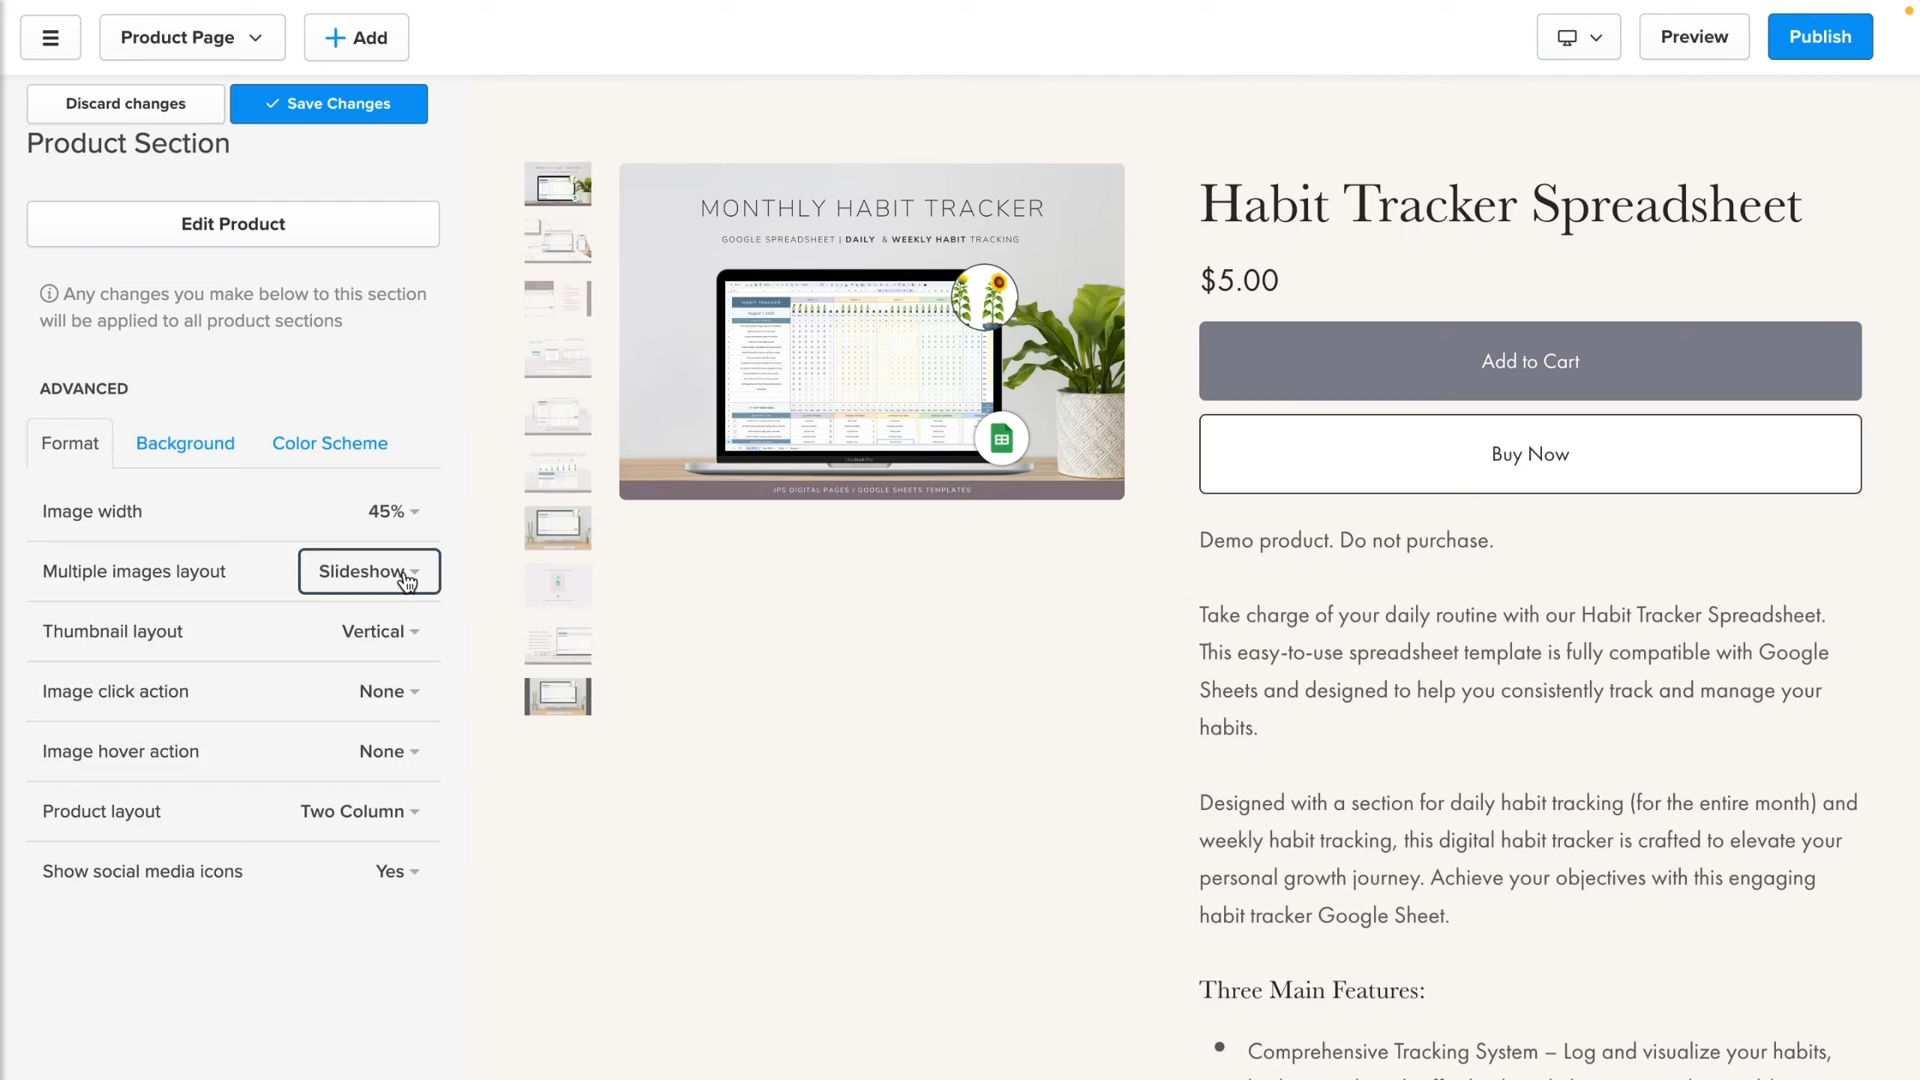 Product Page
Add
Preview
Publish
Discard changes
Save Changes
Product Section
Edit Product
Any changes you make below to this section
will be applied to all product sections
ADVANCED
Format
Background
Color Scheme
Image width
45%
Multiple images layout
Slideshow
Thumbnail layout
Vertical
Image click action
None
Image hover action
None
Product layout
Two Column
Show social media icons
Yes
MONTHLY HABIT TRACKER
GOOGLE SPREADSHEET | DAILY & WEEKLY HABIT TRACKING
HABIT TRACKER
MacBook Pro
JPS DIGITAL PAGES / GOOGLE SHEETS TEMPLATES
Habit Tracker Spreadsheet
$5.00
Add to Cart
Buy Now
Demo product. Do not purchase.
Take charge of your daily routine with our Habit Tracker Spreadsheet.
This easy-to-use spreadsheet template is fully compatible with Google
Sheets and designed to help you consistently track and manage your
habits.
Designed with a section for daily habit tracking (for the entire month) and
weekly habit tracking, this digital habit tracker is crafted to elevate your
personal growth journey. Achieve your objectives with this engaging
habit tracker Google Sheet.
Three Main Features:
Comprehensive Tracking System – Log and visualize your habits,